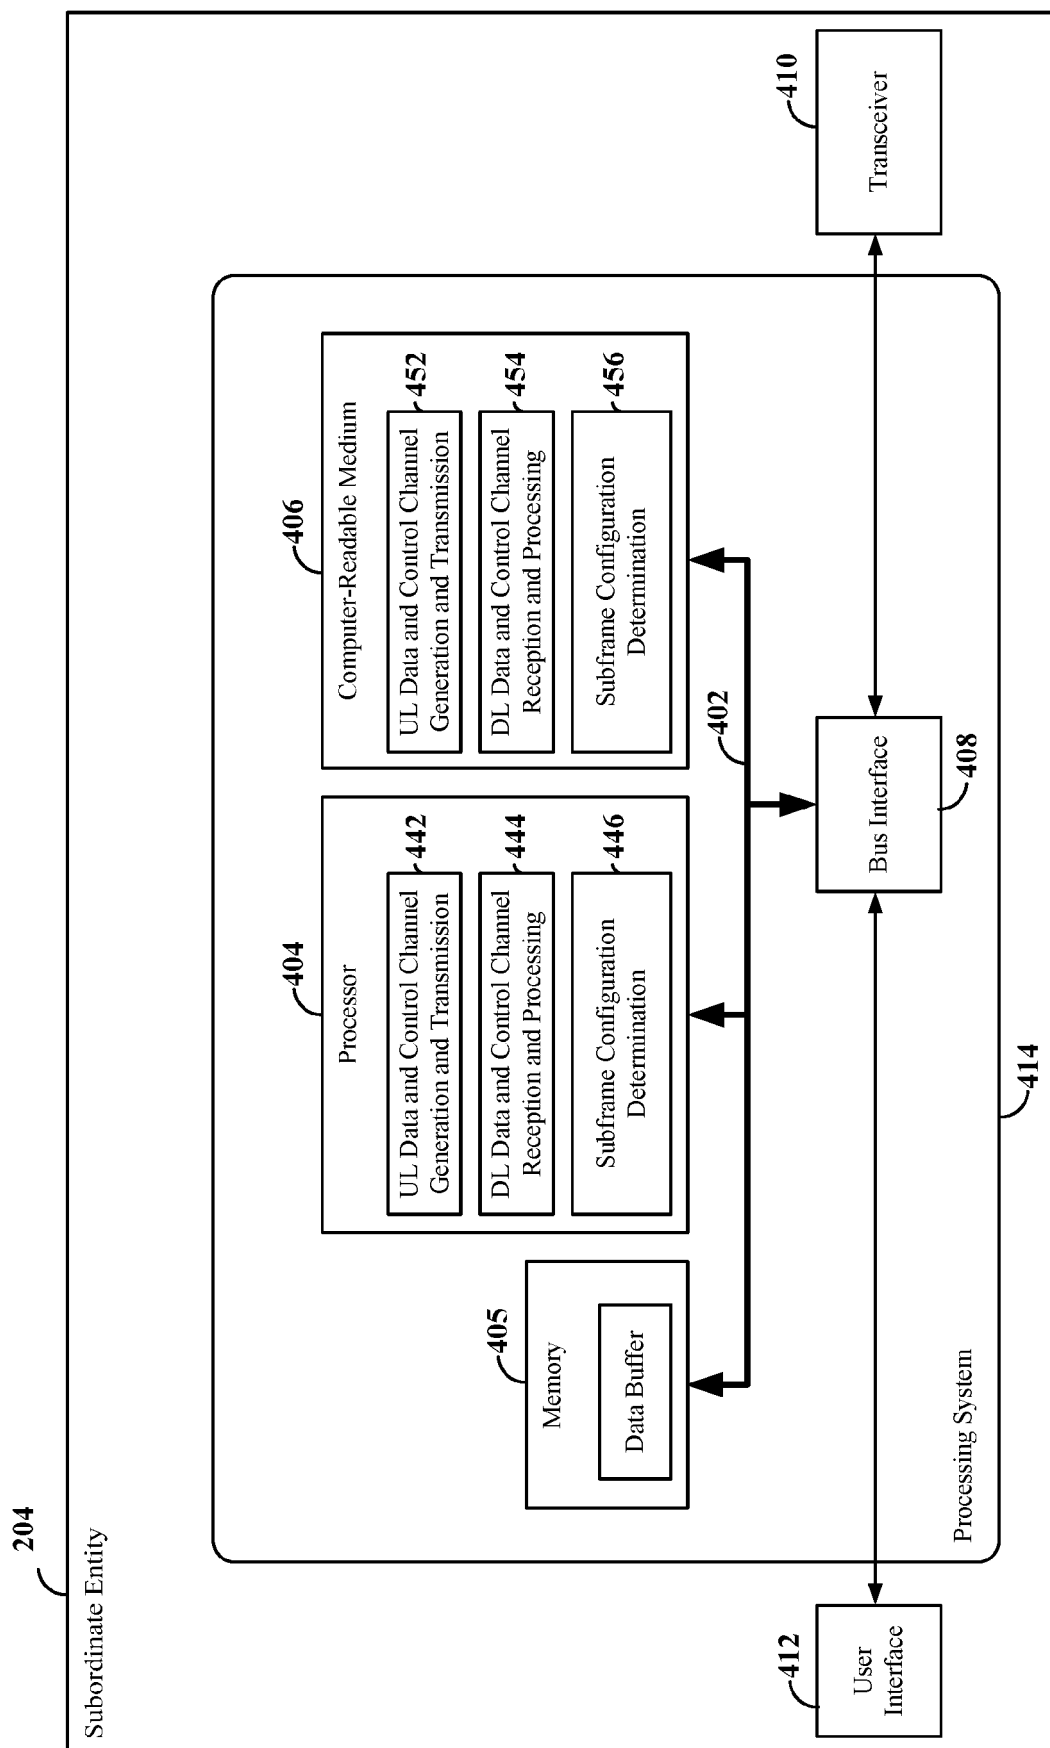 204
Subordinate Entity
404
Processor
UL Data and Control Channel
Generation and Transmission
442
DL Data and Control Channel
Reception and Processing
444
Subframe Configuration
Determination
446
406
Computer-Readable Medium
UL Data and Control Channel
Generation and Transmission
452
DL Data and Control Channel
Reception and Processing
454
Subframe Configuration
Determination
456
405
Memory
Data Buffer
402
412
User
Interface
Bus Interface
408
410
Transceiver
Processing System
414